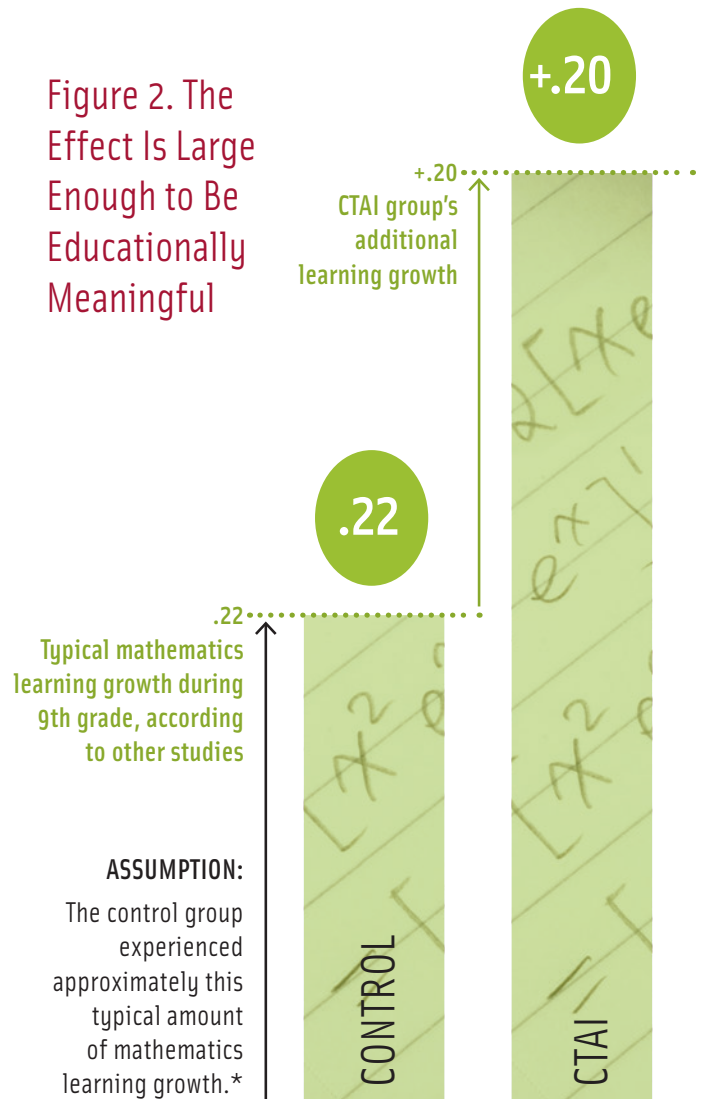 Figure 2. The
Effect Is Large
Enough to Be
Educationally
Meaningful
+.20
+.20
CTAI group's
additional
learning growth
.22
.22
Typical mathematics
learning growth during
9th grade, according
to other studies
ASSUMPTION:
The control group
experienced
approximately this
typical amount
of mathematics
learning growth.*
CONTROL
CTAI